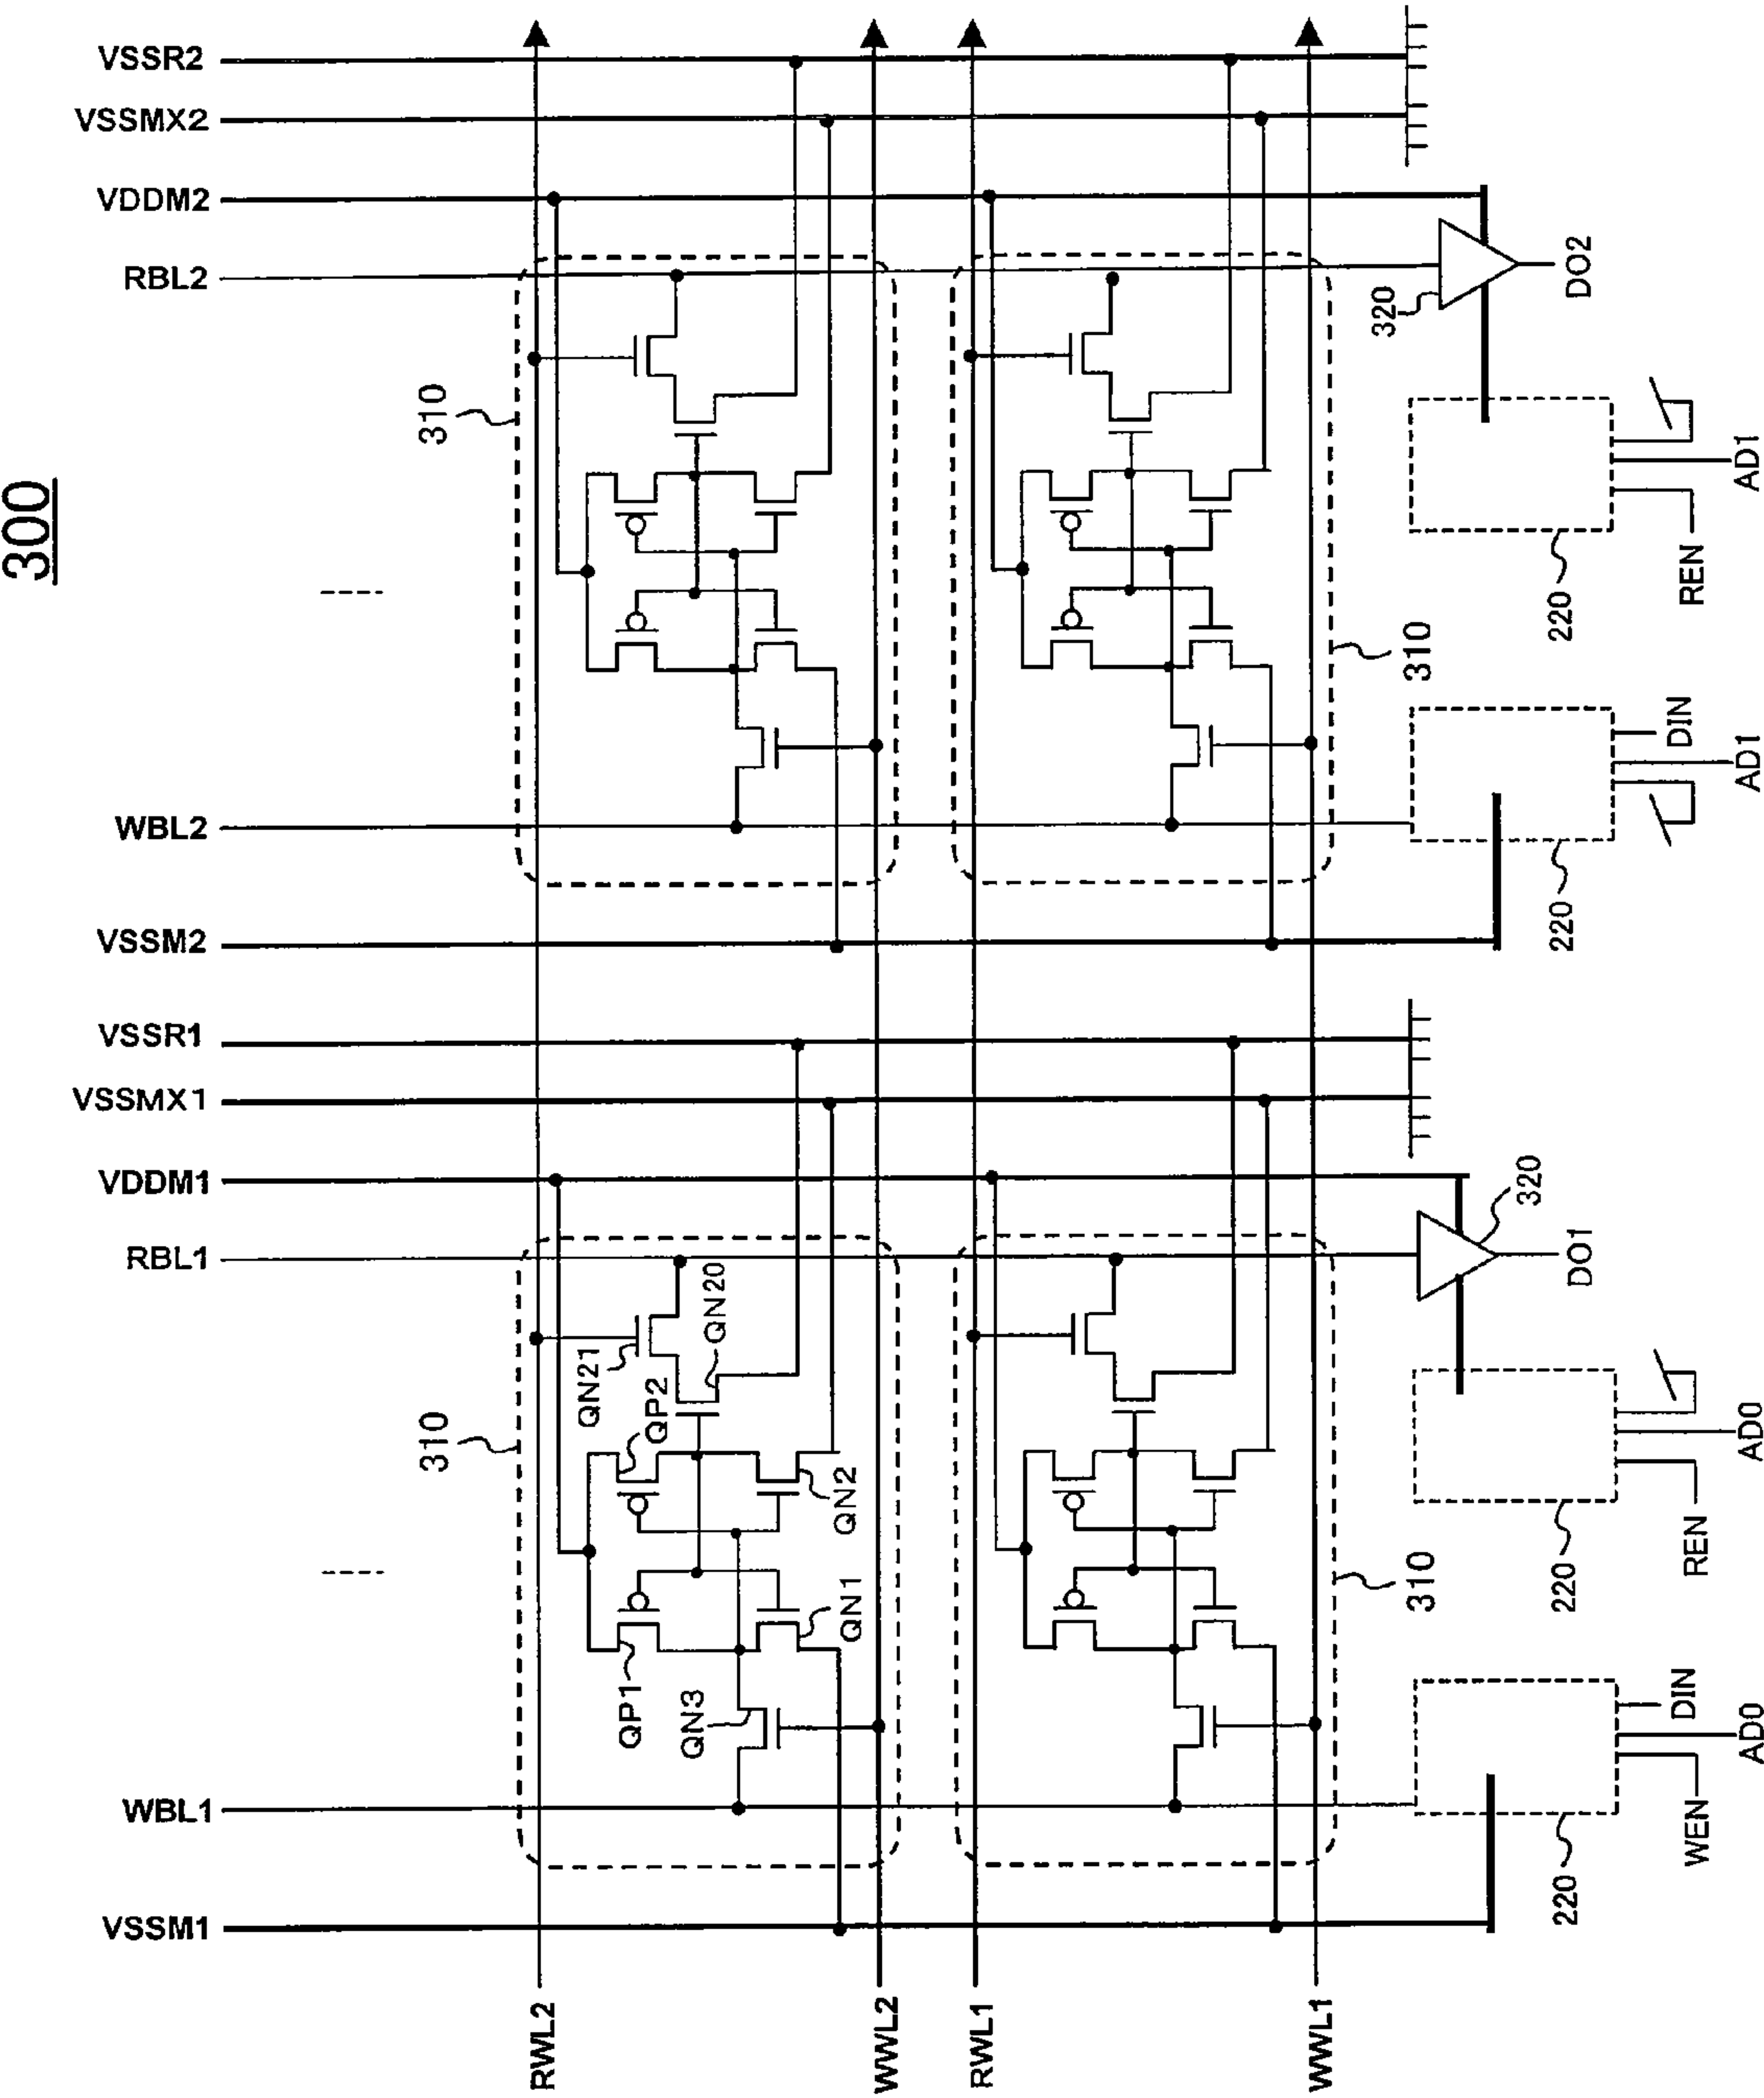 300
VSSR2
VSSMX2
VDDM2
RBL2
WBL2
VSSM2
VSSR1
VSSMX1
VDDM1
RBL1
WBL1
VSSM1
310
310
310
310
QN21
QN20
QP2
QN2
QP1
QN1
QN3
RWL2
WWL2
RWL1
WWL1
320
DO2
220
REN
AD1
220
DIN
AD1
320
DO1
220
REN
AD0
220
WEN
DIN
AD0